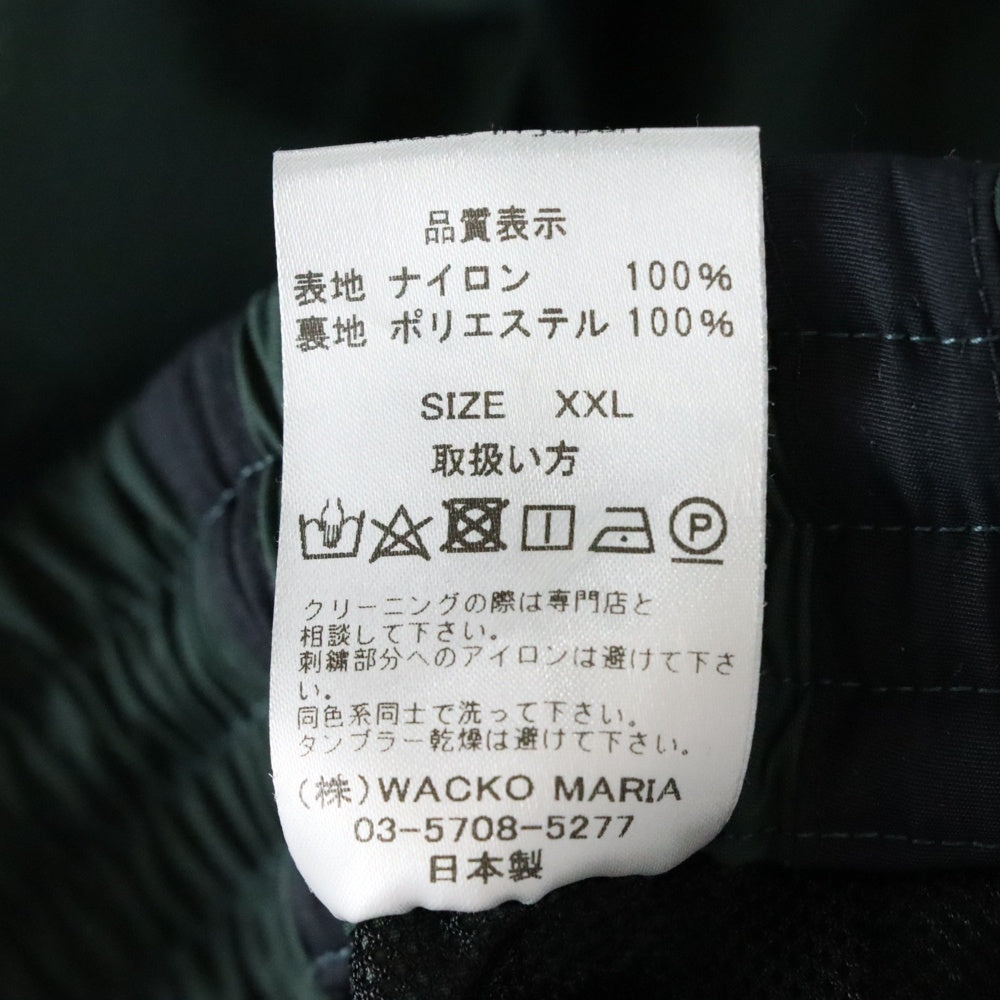 Made in Japan
品質表示
表地 ナイロン 100%
裏地 ポリエステル 100%
SIZE XXL
取扱い方
P
クリーニングの際は専門店と
相談して下さい。
刺繍部分へのアイロンは避けて下さ
い。
同色系同士で洗って下さい。
タンブラー乾燥は避けて下さい。
(株)WACKO MARIA
03-5708-5277
日本製